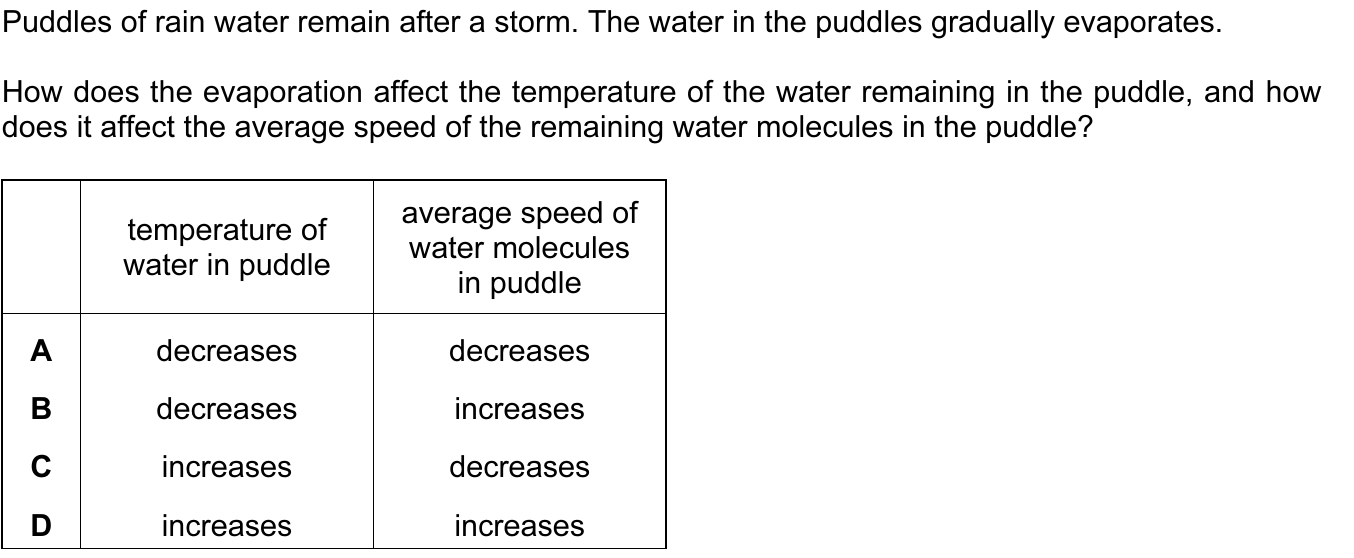 Puddles of rain water remain after a storm. The water in the puddles gradually evaporates.
How does the evaporation affect the temperature of the water remaining in the puddle, and how
does it affect the average speed of the remaining water molecules in the puddle?
temperature of
water in puddle
average speed of
water molecules
in puddle
A decreases decreases
B decreases increases
C increases decreases
D increases increases